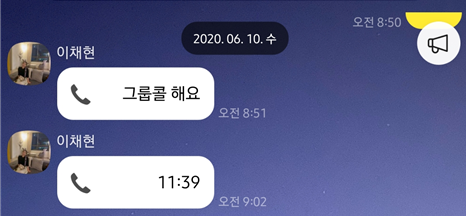 오전 8:50
2020. 06. 10. 수
이채현
그룹콜 해요
오전 8:51
이채현
11:39
오전 9:02